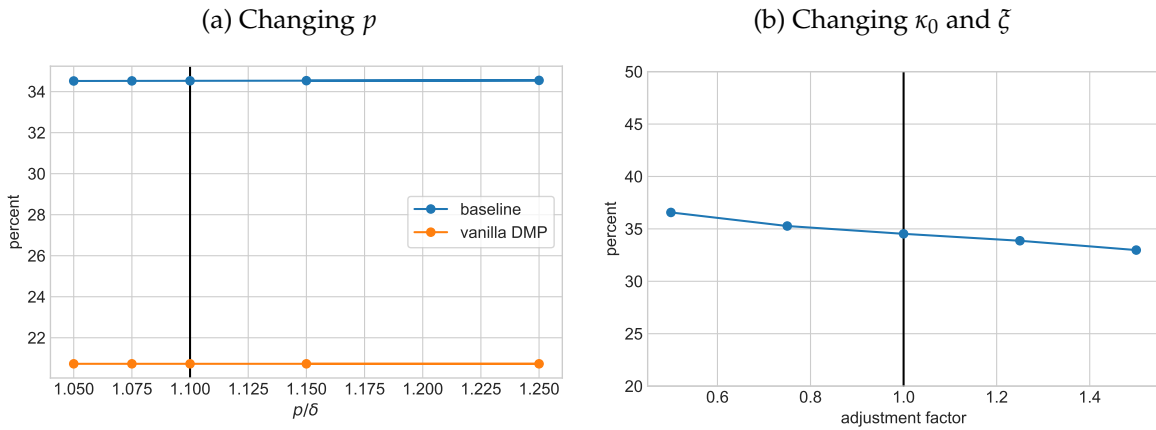 (a) Changing p
34
32
30
28
26
24
22
percent
baseline
vanilla DMP
1.050 1.075 1.100 1.125 1.150 1.175 1.200 1.225 1.250
p/δ
(b) Changing κ0 and ξ
50
45
40
35
30
25
20
percent
0.6 0.8 1.0 1.2 1.4
adjustment factor